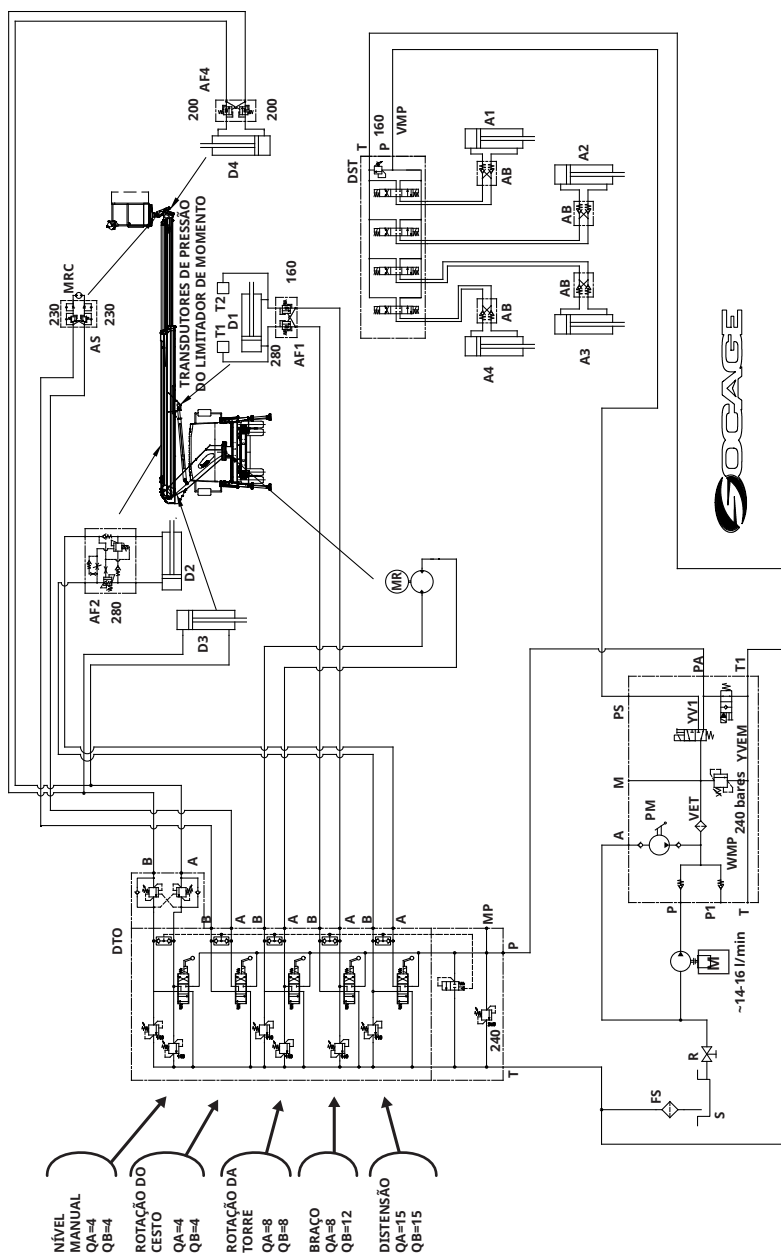 AF4
200
200
D4
MRC
230
230
AS
TRANSDUTORES DE PRESSÃO
DO LIMITADOR DE MOMENTO
T1
T2
D1
160
280
AF1
AF2
280
D2
D3
MR
T
160
P
VMP
DST
A1
AB
A2
AB
AB
A3
AB
A4
SOCAGE
DTO
B
A
B
A
B
A
B
A
B
A
MP
P
240
T
NÍVEL
MANUAL
QA=4
QB=4
ROTAÇÃO DO
CESTO
QA=4
QB=4
ROTAÇÃO DA
TORRE
QA=8
QB=8
BRAÇO
QA=8
QB=12
DISTENSÃO
QA=15
QB=15
PS
PA
T1
M
YV1
A
PM
VET
240 bares
YVEM
WMP
P
P1
T
M
~14-16 l/min
R
FS
S